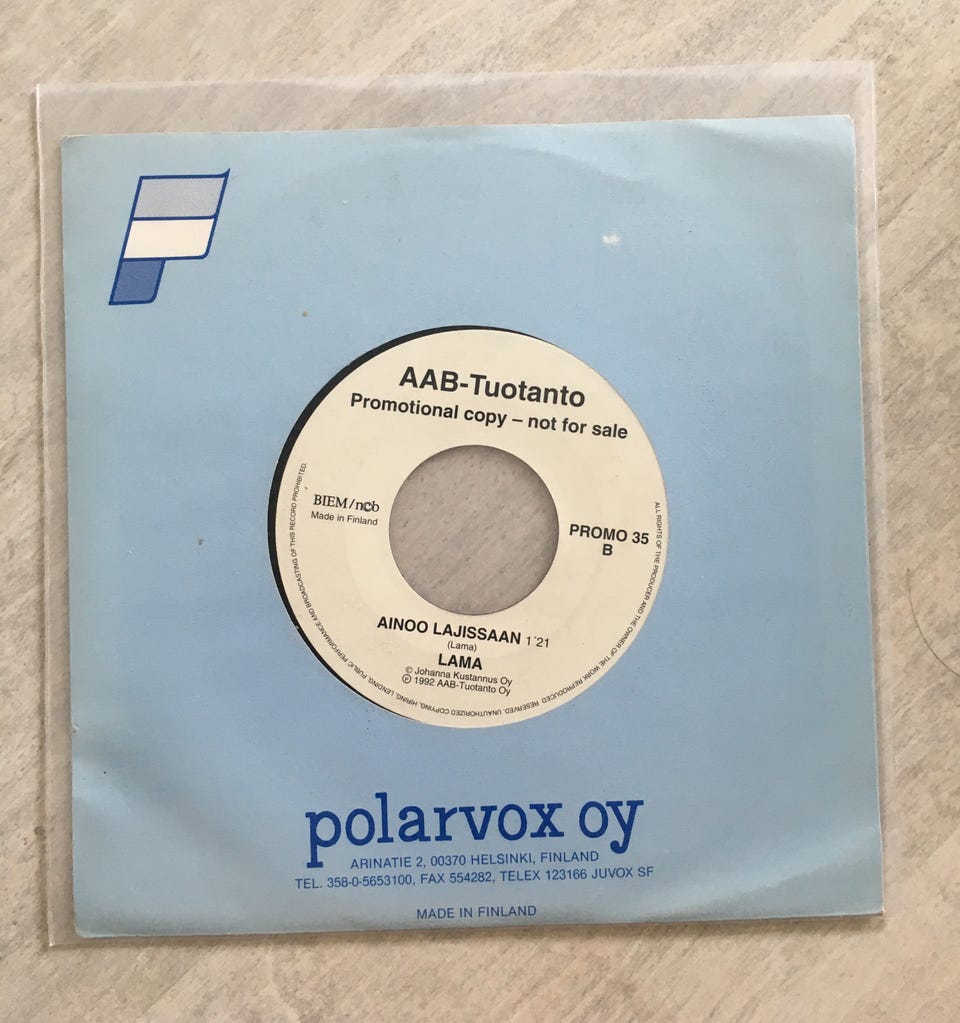 AAB-Tuotanto
Promotional copy – not for sale
BIEM/ncb
Made in Finland
PROMO 35
B
AINOO LAJISSAAN 1´21
(Lama)
LAMA
© Johanna Kustannus Oy
℗ 1992 AAB-Tuotanto Oy
ALL RIGHTS OF THE PRODUCER AND THE OWNER OF THE WORK REPRODUCED RESERVED. UNAUTHORIZED COPYING, HIRING, LENDING, PUBLIC PERFORMANCE AND BROADCASTING OF THIS RECORD PROHIBITED.
polarvox oy
ARINATIE 2, 00370 HELSINKI, FINLAND
TEL. 358-0-5653100, FAX 554282, TELEX 123166 JUVOX SF
MADE IN FINLAND